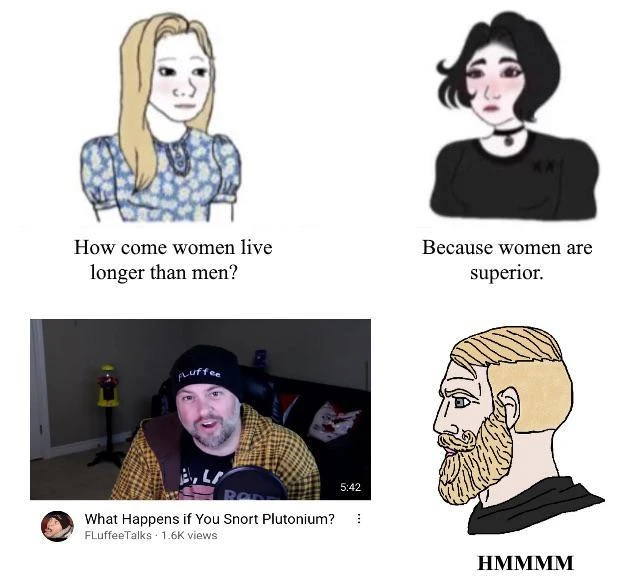 How come women live
longer than men?
Because women are
superior.
FLuffee
RØDE
5:42
What Happens if You Snort Plutonium?
FLuffeeTalks · 1.6K views
HMMMM